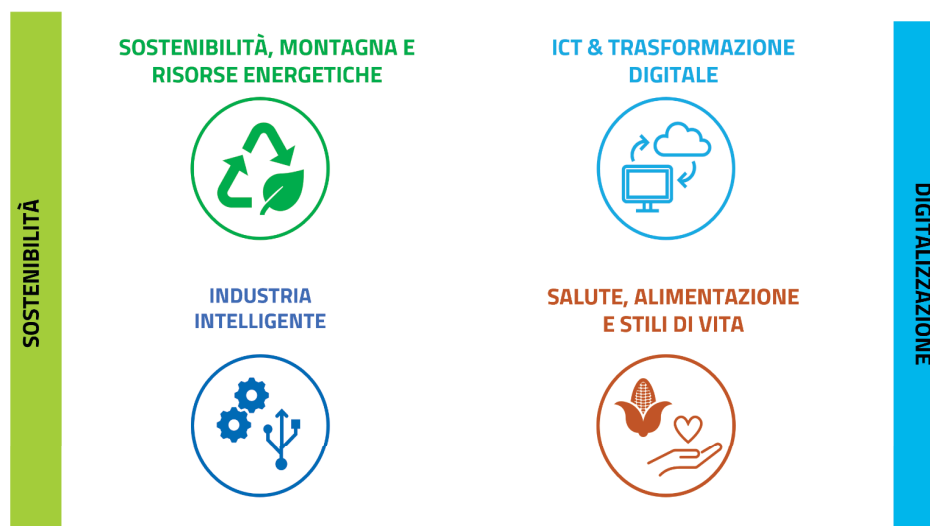 SOSTENIBILITÀ
SOSTENIBILITÀ, MONTAGNA E
RISORSE ENERGETICHE
ICT & TRASFORMAZIONE
DIGITALE
INDUSTRIA
INTELLIGENTE
SALUTE, ALIMENTAZIONE
E STILI DI VITA
DIGITALIZZAZIONE